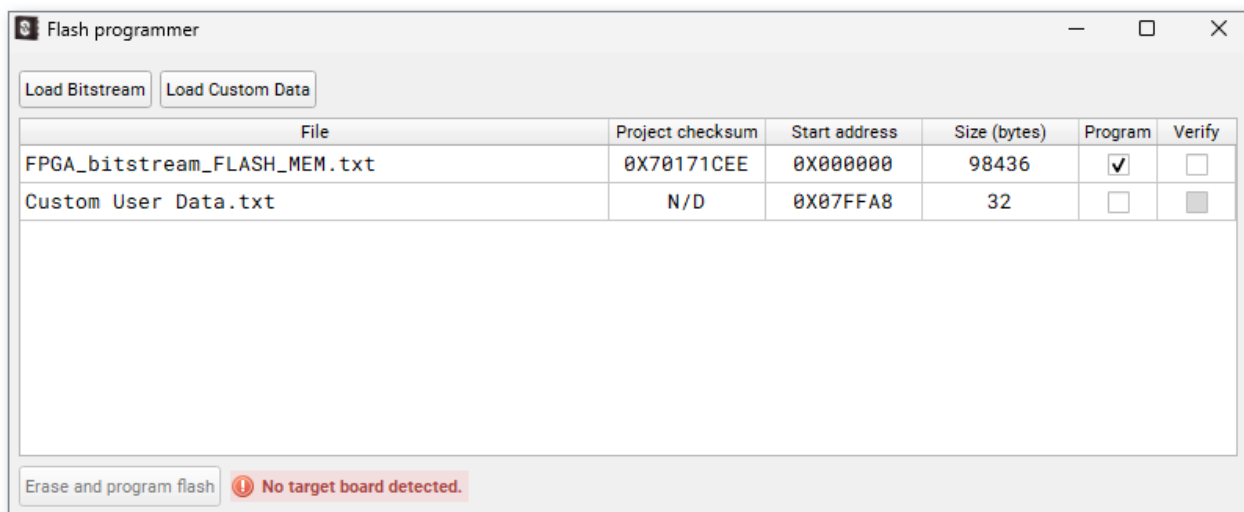 Flash programmer
Load Bitstream Load Custom Data
File Project checksum Start address Size (bytes) Program Verify
FPGA_bitstream_FLASH_MEM.txt 0X70171CEE 0X000000 98436
Custom User Data.txt N/D 0X07FFA8 32
Erase and program flash No target board detected.